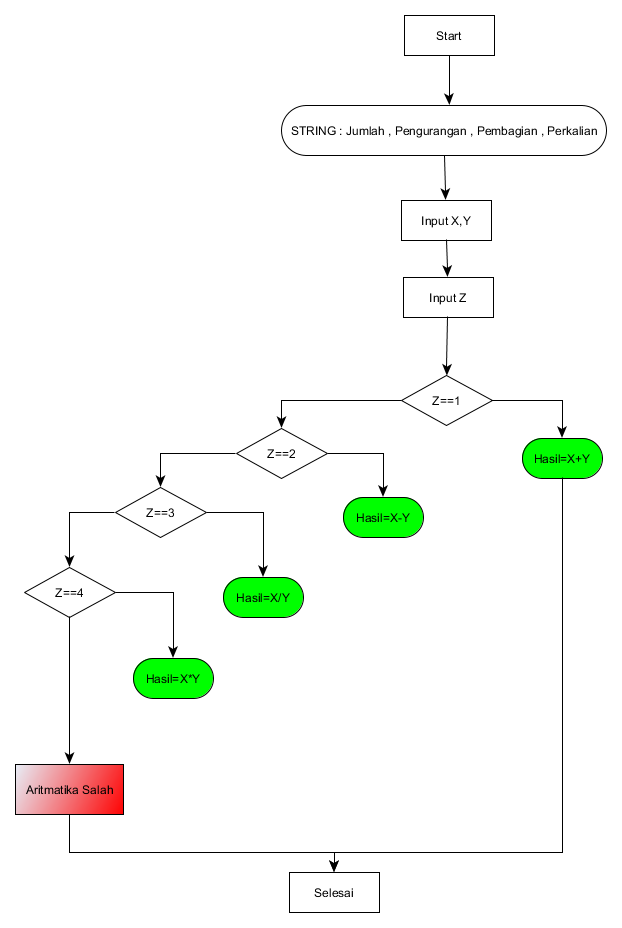 Start
STRING : Jumlah , Pengurangan , Pembagian , Perkalian
Input X,Y
Input Z
Z==1
Z==2
Hasil=X+Y
Z==3
Hasil=X-Y
Z==4
Hasil=X/Y
Hasil=X*Y
Aritmatika Salah
Selesai